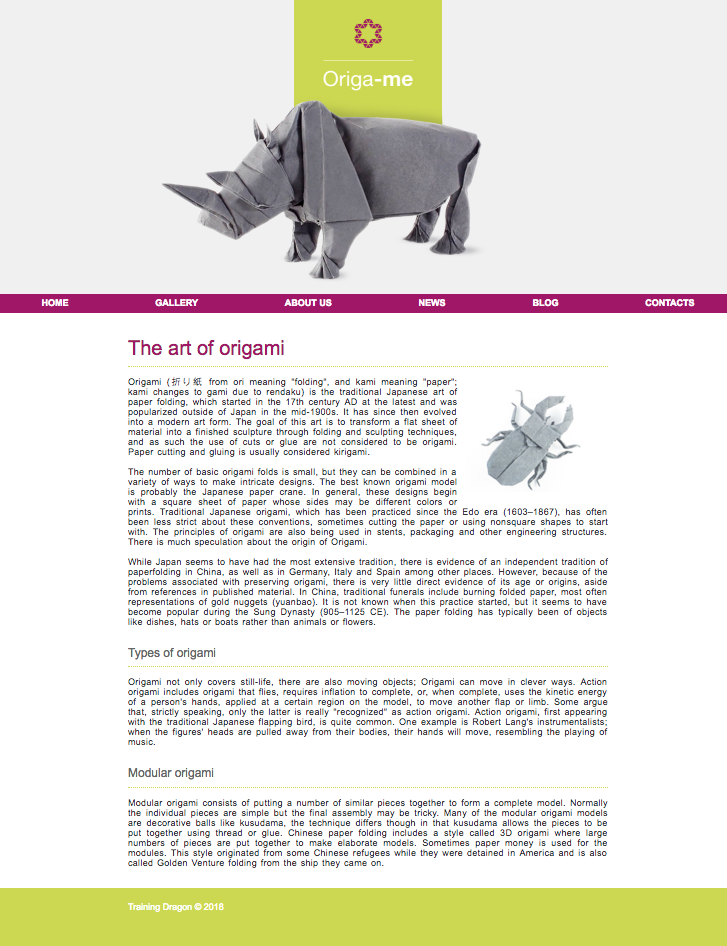 Origa-me
HOME GALLERY ABOUT US NEWS BLOG CONTACTS
The art of origami
Origami (折り紙 from ori meaning "folding", and kami meaning "paper";
kami changes to gami due to rendaku) is the traditional Japanese art of
paper folding, which started in the 17th century AD at the latest and was
popularized outside of Japan in the mid-1900s. It has since then evolved
into a modern art form. The goal of this art is to transform a flat sheet of
material into a finished sculpture through folding and sculpting techniques,
and as such the use of cuts or glue are not considered to be origami.
Paper cutting and gluing is usually considered kirigami.
The number of basic origami folds is small, but they can be combined in a
variety of ways to make intricate designs. The best known origami model
is probably the Japanese paper crane. In general, these designs begin
with a square sheet of paper whose sides may be different colors or
prints. Traditional Japanese origami, which has been practiced since the Edo era (1603–1867), has often
been less strict about these conventions, sometimes cutting the paper or using nonsquare shapes to start
with. The principles of origami are also being used in stents, packaging and other engineering structures.
There is much speculation about the origin of Origami.
While Japan seems to have had the most extensive tradition, there is evidence of an independent tradition of
paperfolding in China, as well as in Germany, Italy and Spain among other places. However, because of the
problems associated with preserving origami, there is very little direct evidence of its age or origins, aside
from references in published material. In China, traditional funerals include burning folded paper, most often
representations of gold nuggets (yuanbao). It is not known when this practice started, but it seems to have
become popular during the Sung Dynasty (905–1125 CE). The paper folding has typically been of objects
like dishes, hats or boats rather than animals or flowers.
Types of origami
Origami not only covers still-life, there are also moving objects; Origami can move in clever ways. Action
origami includes origami that flies, requires inflation to complete, or, when complete, uses the kinetic energy
of a person's hands, applied at a certain region on the model, to move another flap or limb. Some argue
that, strictly speaking, only the latter is really "recognized" as action origami. Action origami, first appearing
with the traditional Japanese flapping bird, is quite common. One example is Robert Lang's instrumentalists;
when the figures' heads are pulled away from their bodies, their hands will move, resembling the playing of
music.
Modular origami
Modular origami consists of putting a number of similar pieces together to form a complete model. Normally
the individual pieces are simple but the final assembly may be tricky. Many of the modular origami models
are decorative balls like kusudama, the technique differs though in that kusudama allows the pieces to be
put together using thread or glue. Chinese paper folding includes a style called 3D origami where large
numbers of pieces are put together to make elaborate models. Sometimes paper money is used for the
modules. This style originated from some Chinese refugees while they were detained in America and is also
called Golden Venture folding from the ship they came on.
Training Dragon © 2018